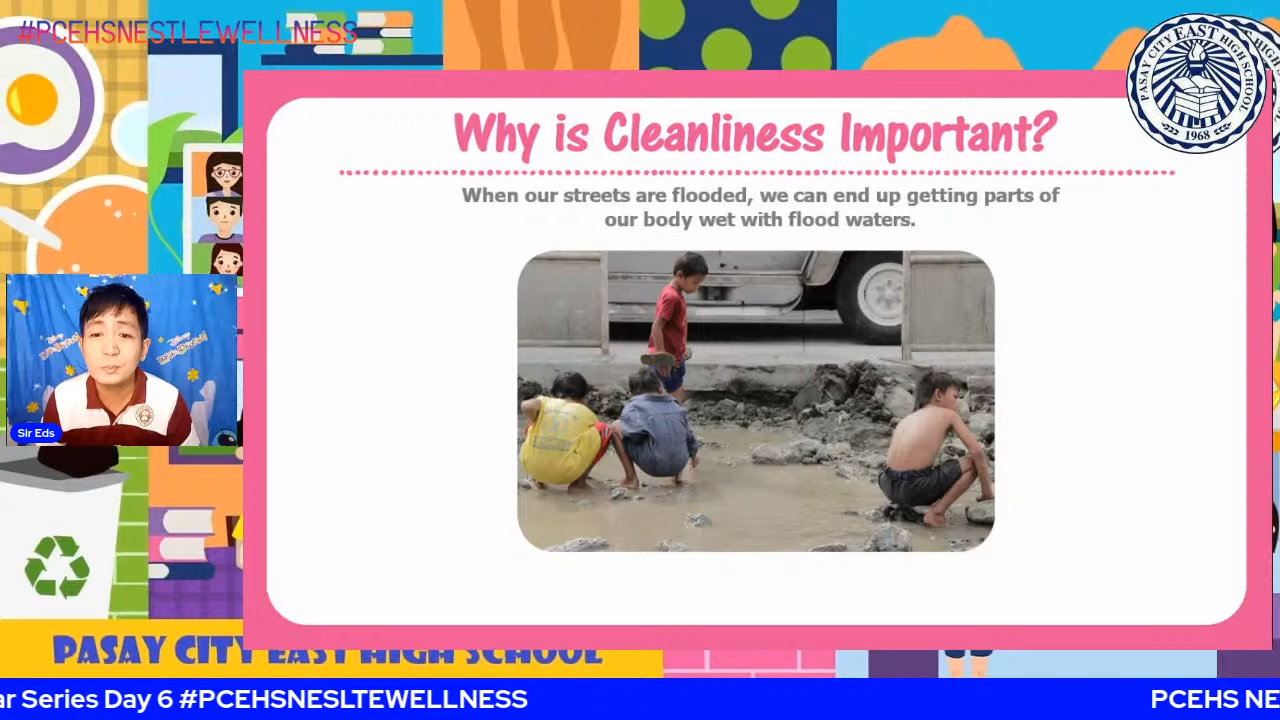 #PCEHSNESTLEWELLNESS
PASAY CITY EAST HIGH SCHOOL
1968
Why is Cleanliness Important?
When our streets are flooded, we can end up getting parts of
our body wet with flood waters.
Sir Eds
PASAY CITY EAST HIGH SCHOOL
ar Series Day 6 #PCEHSNESLTEWELLNESS
PCEHS NE